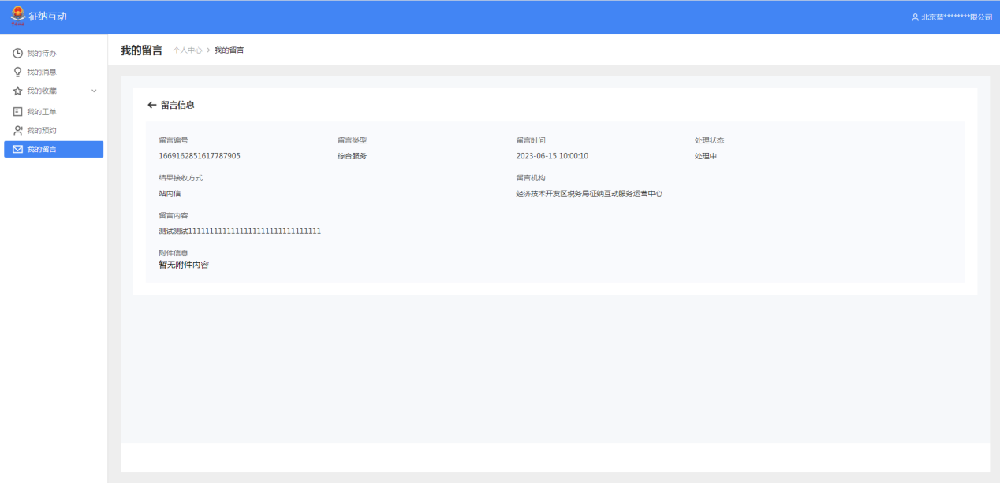 征纳互动
北京蓝********限公司
我的待办
我的消息
我的收藏
我的工单
我的预约
我的留言
我的留言 个人中心 > 我的留言
← 留言信息
留言编号 留言类型 留言时间 处理状态
1669162851617787905 综合服务 2023-06-15 10:00:10 处理中
结果接收方式 留言机构
站内信 经济技术开发区税务局征纳互动服务运营中心
留言内容
测试测试1111111111111111111111111111111
附件信息
暂无附件内容